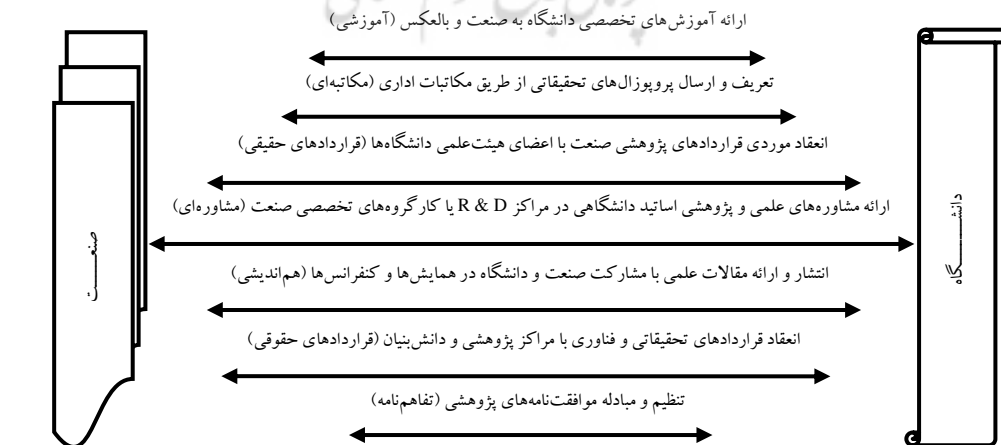 ارائه آموزش‌های تخصصی دانشگاه به صنعت و بالعکس (آموزشی)
تعریف و ارسال پروپوزال‌های تحقیقاتی از طریق مکاتبات اداری (مکاتبه‌ای)
انعقاد موردی قراردادهای پژوهشی صنعت با اعضای هیئت‌علمی دانشگاه‌ها (قراردادهای حقیقی)
ارائه مشاوره‌های علمی و پژوهشی اساتید دانشگاهی در مراکز R & D یا کارگروه‌های تخصصی صنعت (مشاوره‌ای)
دانشـــــگاه
صنعـــــت
انتشار و ارائه مقالات علمی با مشارکت صنعت و دانشگاه در همایش‌ها و کنفرانس‌ها (هم‌اندیشی)
انعقاد قراردادهای تحقیقاتی و فناوری با مراکز پژوهشی و دانش‌بنیان (قراردادهای حقوقی)
تنظیم و مبادله موافقت‌نامه‌های پژوهشی (تفاهم‌نامه)